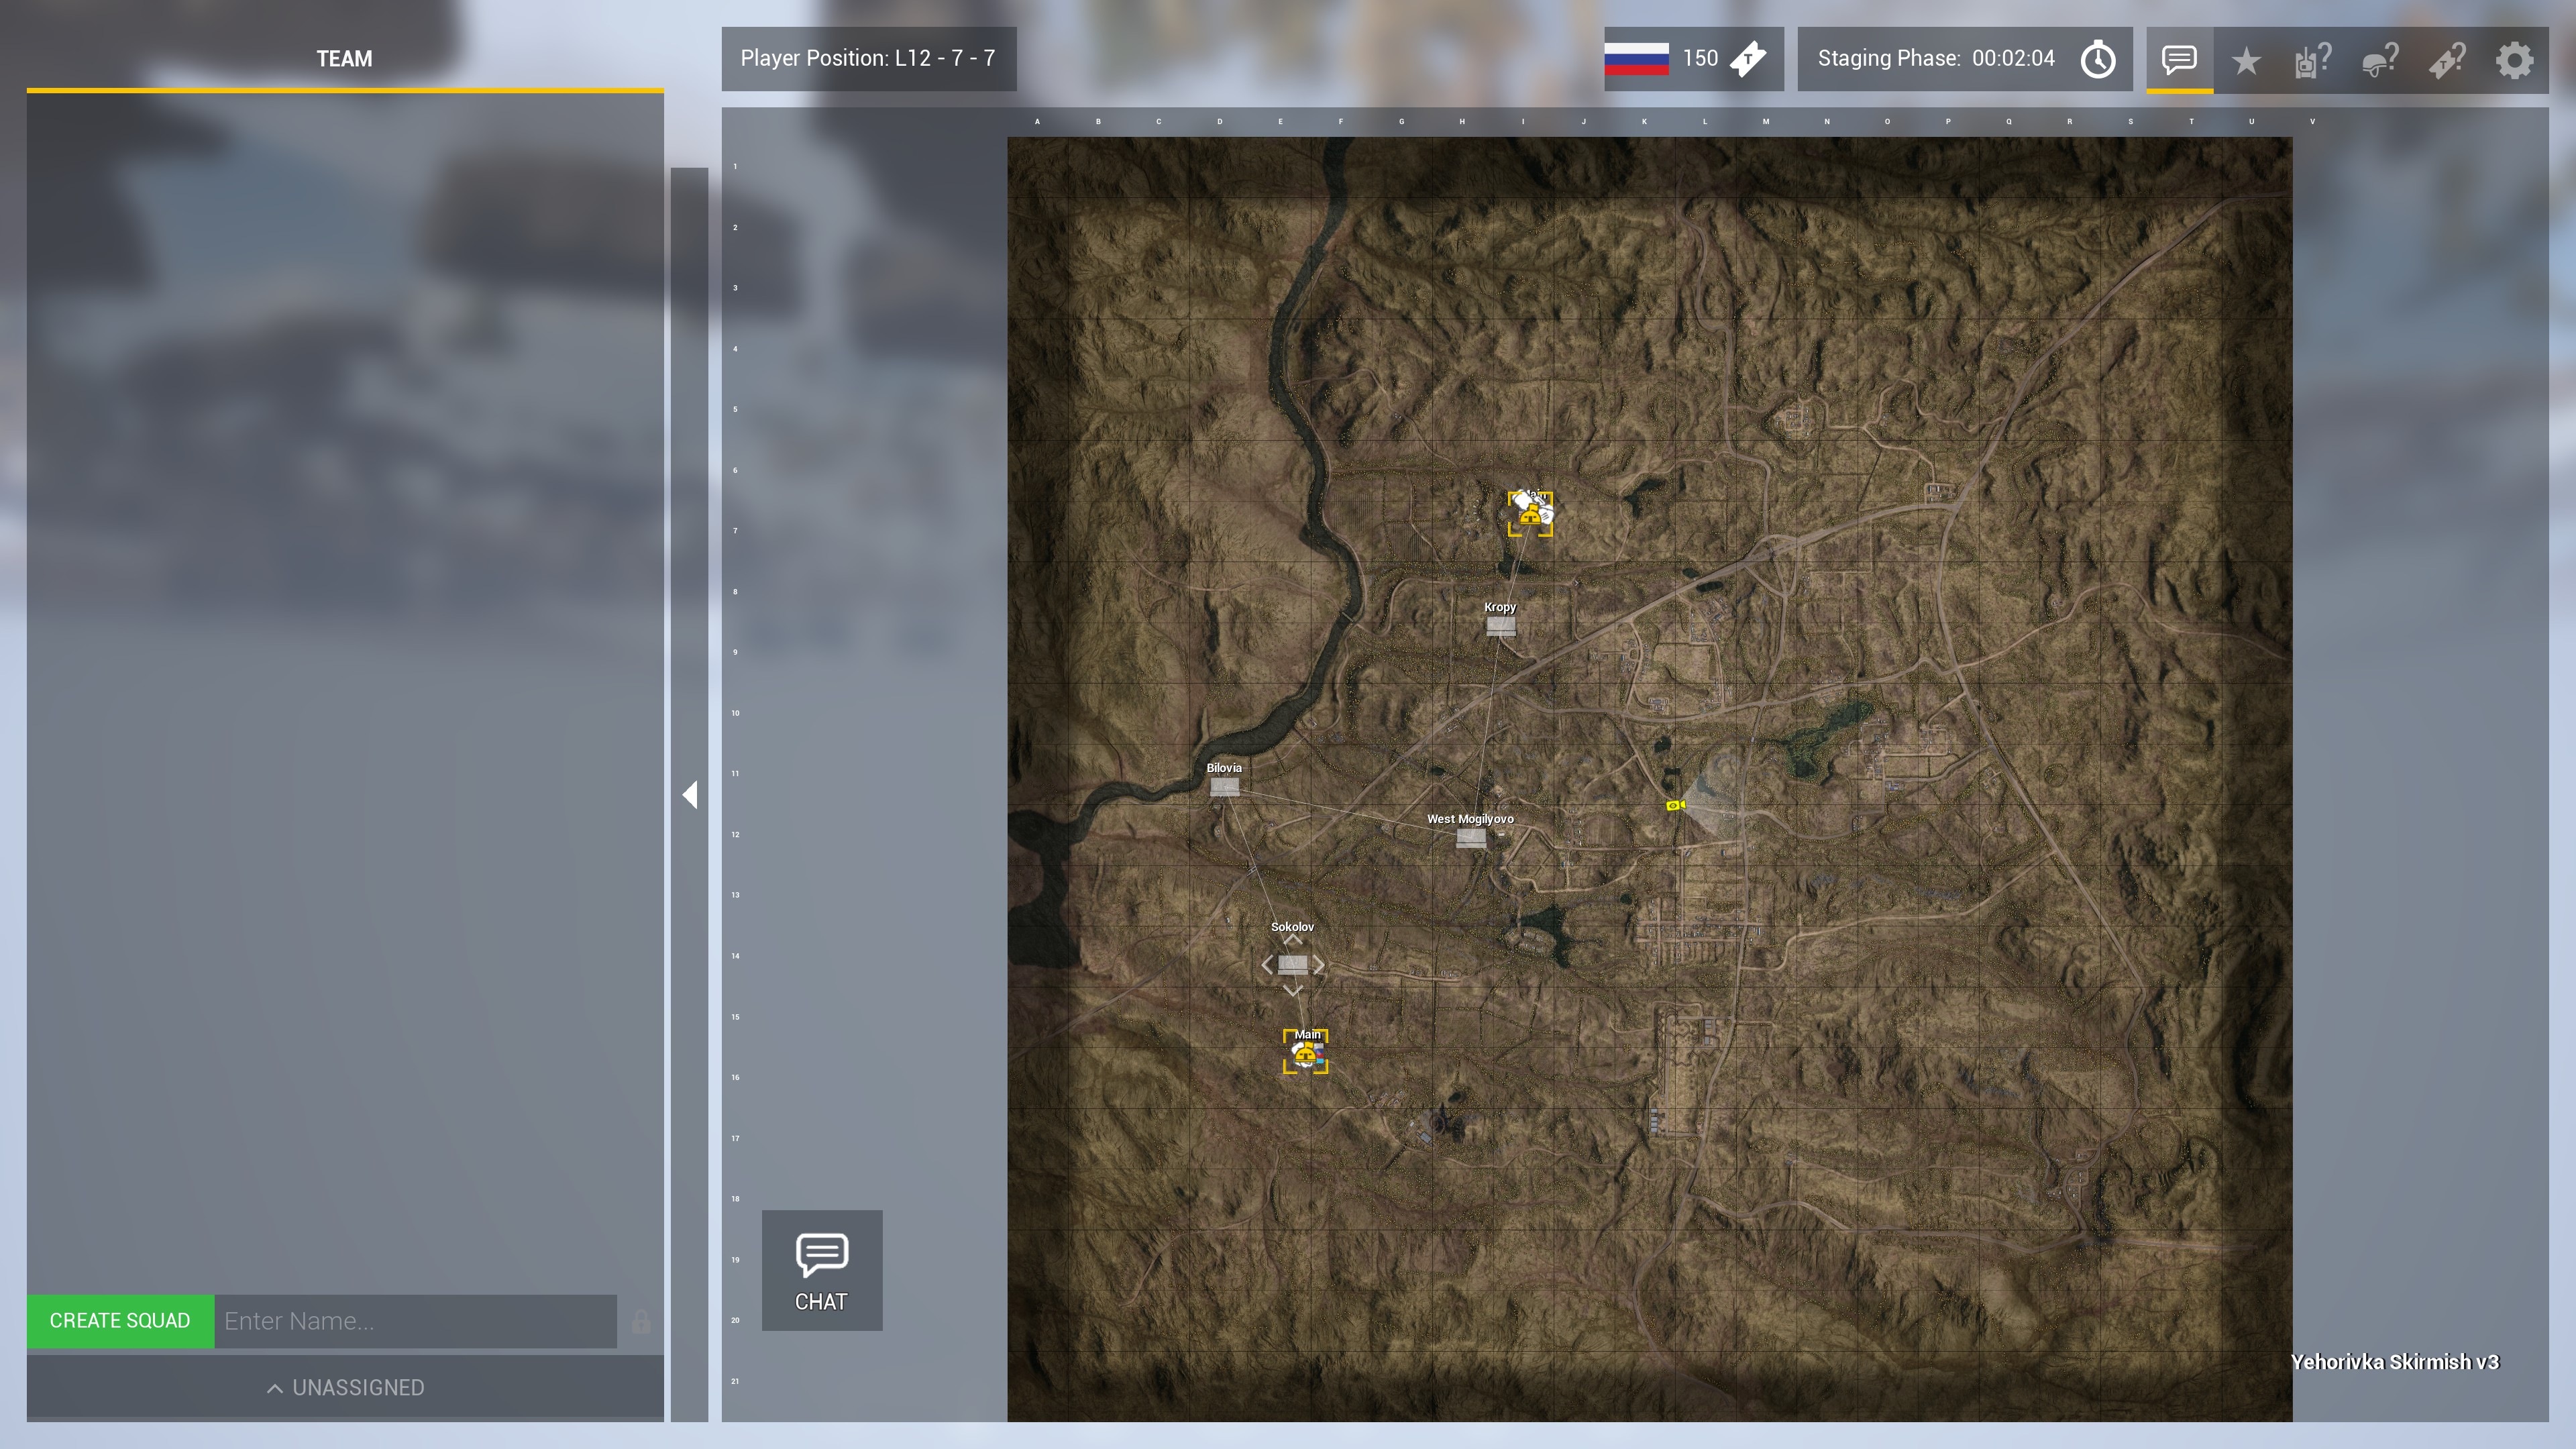 TEAM
Player Position: L12 - 7 - 7
150
Staging Phase: 00:02:04
A B C D E F G H I J K L M N O P Q R S T U V
1
2
3
4
5
6
7
8
9
10
11
12
13
14
15
16
17
18
19
20
21
Kropy
Bilovia
West Mogilyovo
Sokolov
Main
CHAT
CREATE SQUAD
Enter Name...
UNASSIGNED
Yehorivka Skirmish v3